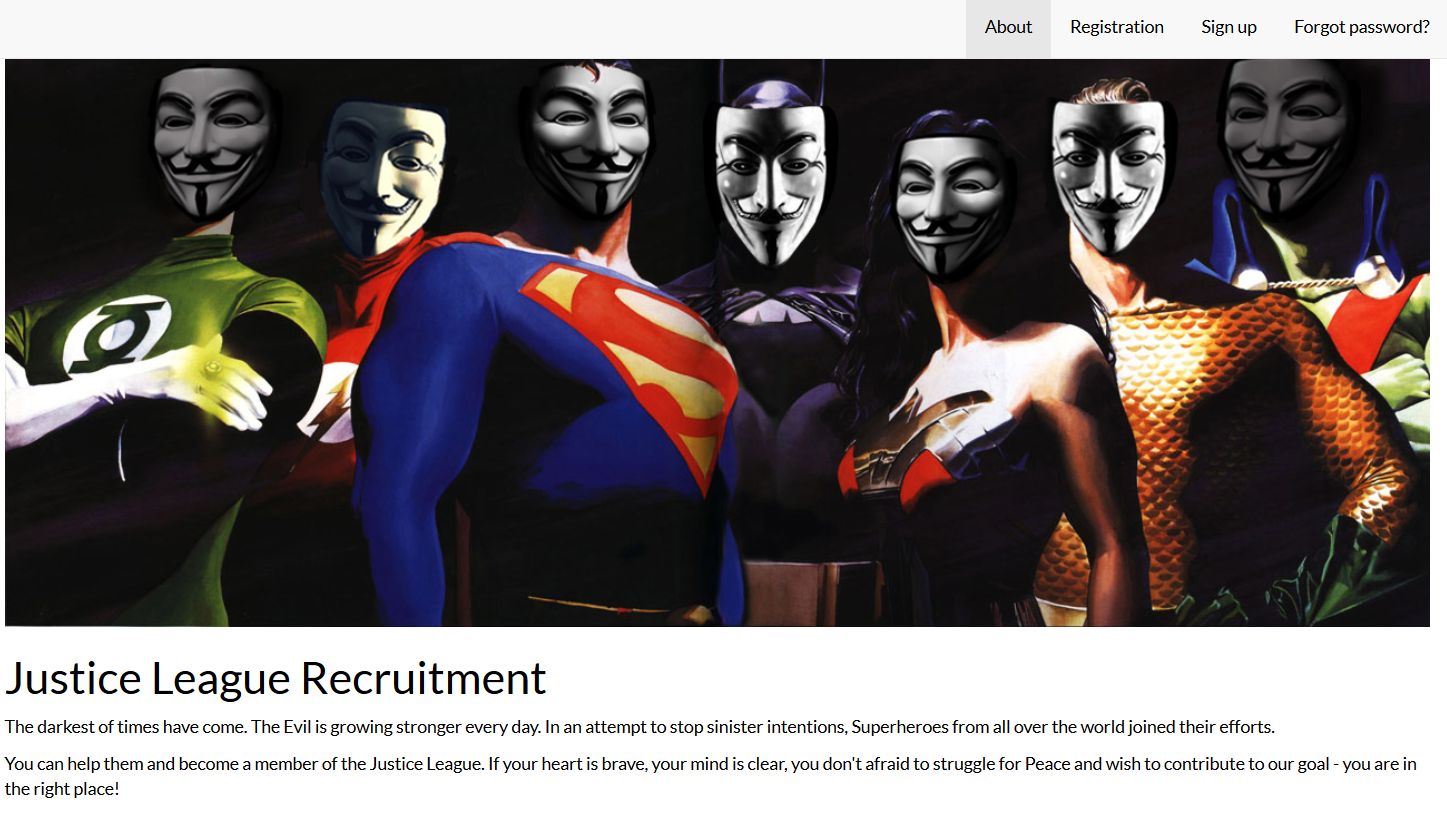 About
Registration
Sign up
Forgot password?
Justice League Recruitment
The darkest of times have come. The Evil is growing stronger every day. In an attempt to stop sinister intentions, Superheroes from all over the world joined their efforts.
You can help them and become a member of the Justice League. If your heart is brave, your mind is clear, you don't afraid to struggle for Peace and wish to contribute to our goal - you are in
the right place!